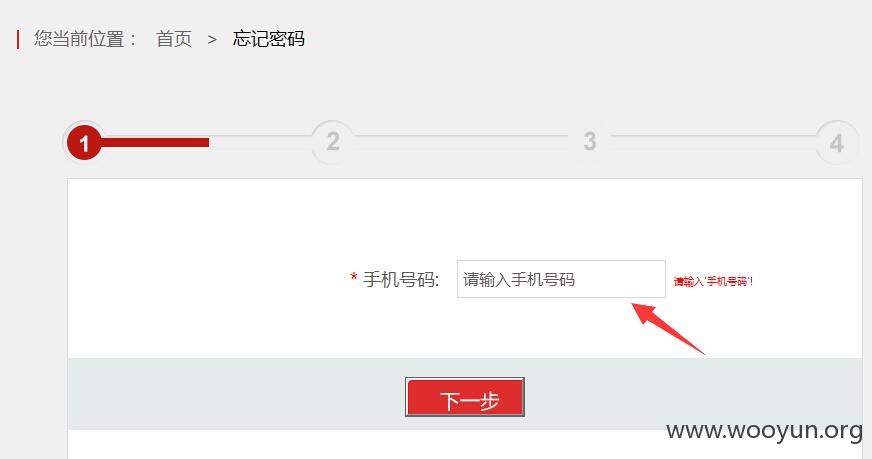 您当前位置： 首页 > 忘记密码
1 2 3 4
* 手机号码: 请输入手机号码 请输入'手机号码'!
下一步
www.wooyun.org